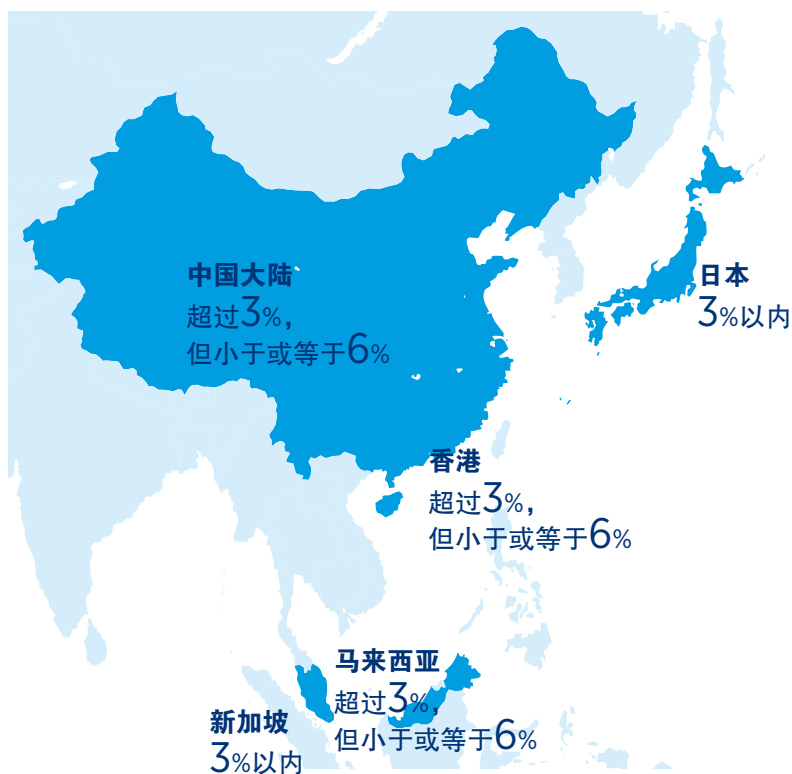 中国大陆
超过3%,
但小于或等于6%
日本
3%以内
香港
超过3%,
但小于或等于6%
马来西亚
超过3%,
但小于或等于6%
新加坡
3%以内